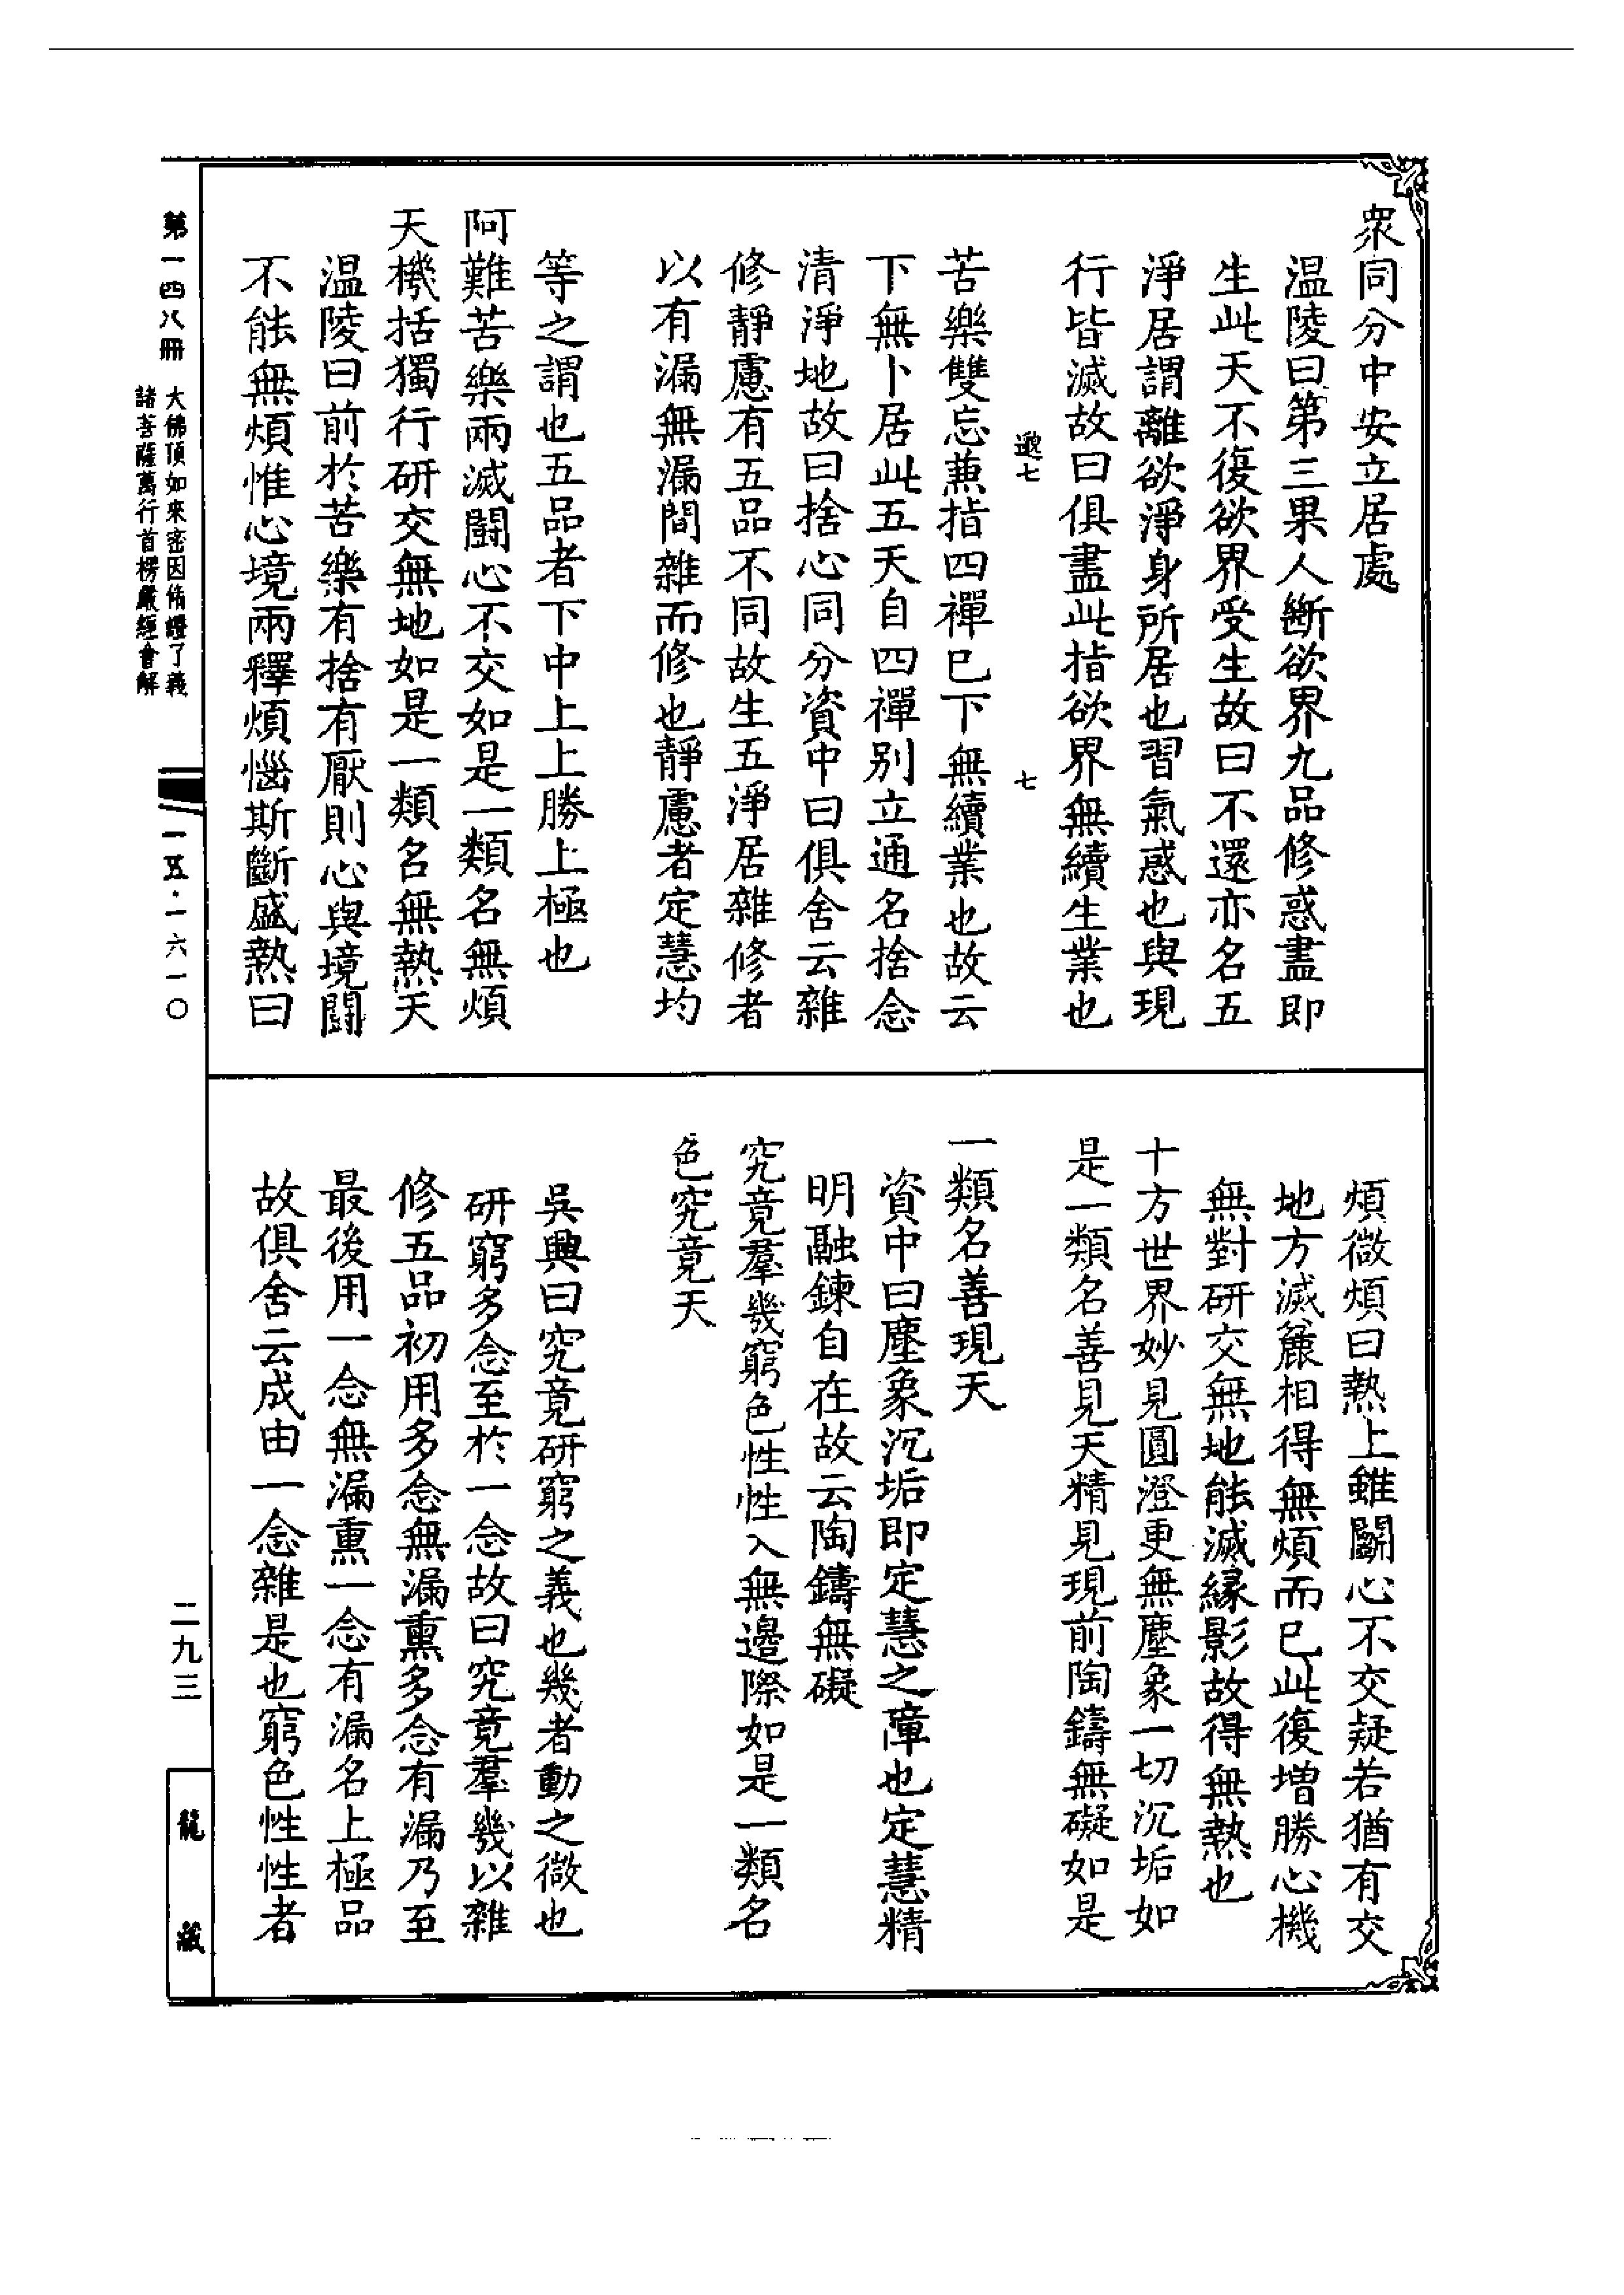 衆同分中安立居處
温陵曰第三果人斷欲界九品修惑盡即
生此天不復欲界受生故曰不還亦名五
淨居謂離欲淨身所居也習氣惑也與現
行皆滅故曰俱盡此指欲界無續生業也
遯七
七
苦樂雙忘兼指四禪已下無續業也故云
下無卜居此五天自四禪别立通名捨念
清淨地故曰捨心同分資中曰俱舍云雜
修靜慮有五品不同故生五淨居雜修者
以有漏無漏間雜而修也靜慮者定慧均
等之謂也五品者下中上上勝上極也
阿難苦樂兩滅鬬心不交如是一類名無煩
天機括獨行研交無地如是一類名無熱天
温陵曰前於苦樂有捨有厭則心與境鬬
不能無煩惟心境兩釋煩惱斯斷盛熱曰
煩微煩曰熱上雖鬬心不交疑若猶有交
地方滅麤相得無煩而已此復增勝心機
無對研交無地能滅緣影故得無熱也
十方世界妙見圓澄更無塵象一切沉垢如
是一類名善見天精見現前陶鑄無礙如是
一類名善現天
資中曰塵象沉垢即定慧之障也定慧精
明融鍊自在故云陶鑄無礙
究竟羣幾窮色性性入無邊際如是一類名
色究竟天
吳興曰究竟研窮之義也幾者動之微也
研窮多念至於一念故曰究竟羣幾以雜
修五品初用多念無漏熏多念有漏乃至
最後用一念無漏熏一念有漏名上極品
故俱舍云成由一念雜是也窮色性性者
第一四八冊
大佛頂如來密因脩證了義
諸菩薩萬行首楞嚴經會解
一五·一六一〇
二九三
龍藏